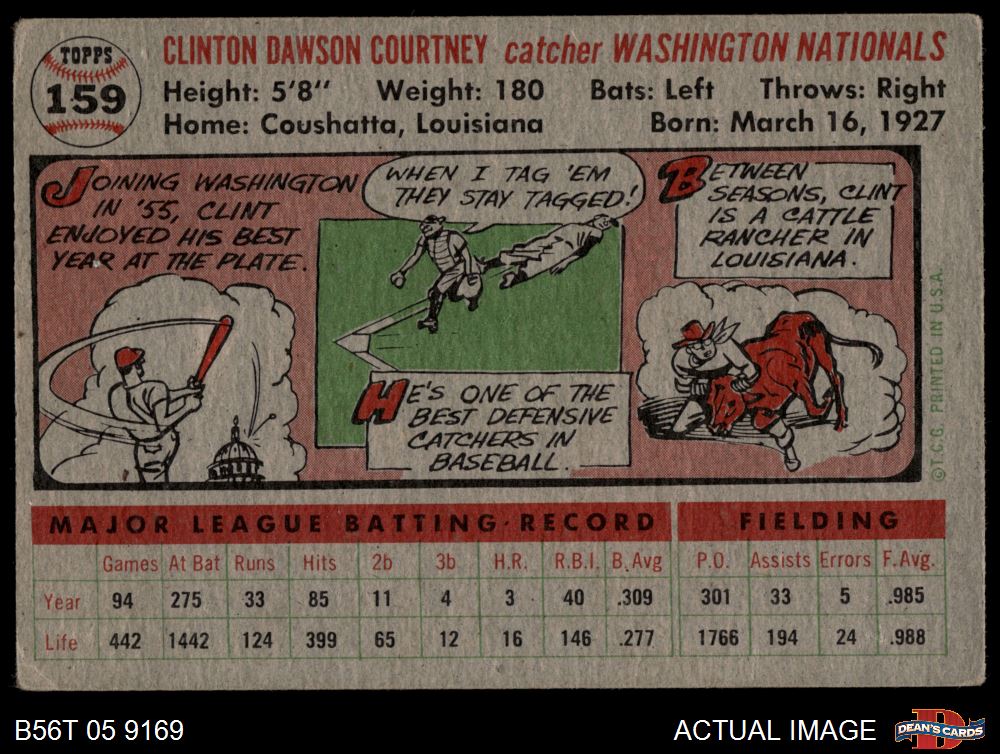 TOPPS
159
CLINTON DAWSON COURTNEY catcher WASHINGTON NATIONALS
Height: 5'8" Weight: 180 Bats: Left Throws: Right
Home: Coushatta, Louisiana Born: March 16, 1927
JOINING WASHINGTON
IN '55, CLINT
ENJOYED HIS BEST
YEAR AT THE PLATE.
WHEN I TAG 'EM
THEY STAY TAGGED!
HE'S ONE OF THE
BEST DEFENSIVE
CATCHERS IN
BASEBALL.
BETWEEN
SEASONS, CLINT
IS A CATTLE
RANCHER IN
LOUISIANA.
©T.C.G. PRINTED IN U.S.A.
MAJOR LEAGUE BATTING RECORD FIELDING
Games At Bat Runs Hits 2b 3b H.R. R.B.I. B.Avg P.O. Assists Errors F.Avg.
Year 94 275 33 85 11 4 3 40 .309 301 33 5 .985
Life 442 1442 124 399 65 12 16 146 .277 1766 194 24 .988
B56T 05 9169 ACTUAL IMAGE
D
DEAN'S CARDS